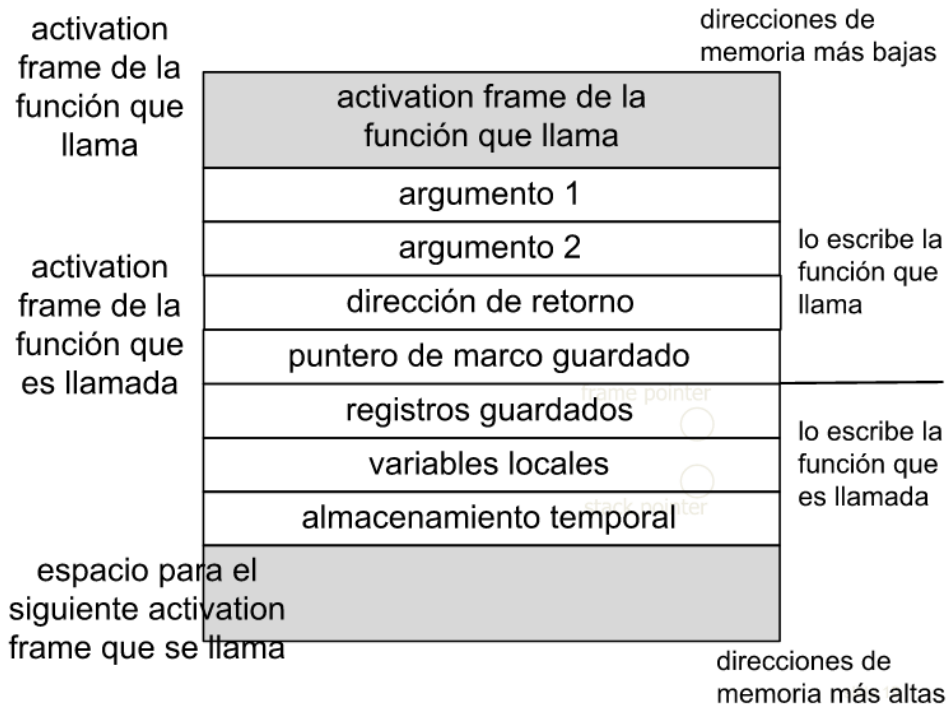 activation
frame de la
función que
llama
direcciones de
memoria más bajas
activation frame de la
función que llama
argumento 1
argumento 2
dirección de retorno
puntero de marco guardado
registros guardados
variables locales
almacenamiento temporal
activation
frame de la
función que
es llamada
lo escribe la
función que
llama
frame pointer
lo escribe la
función que
es llamada
stack pointer
espacio para el
siguiente activation
frame que se llama
direcciones de
memoria más altas